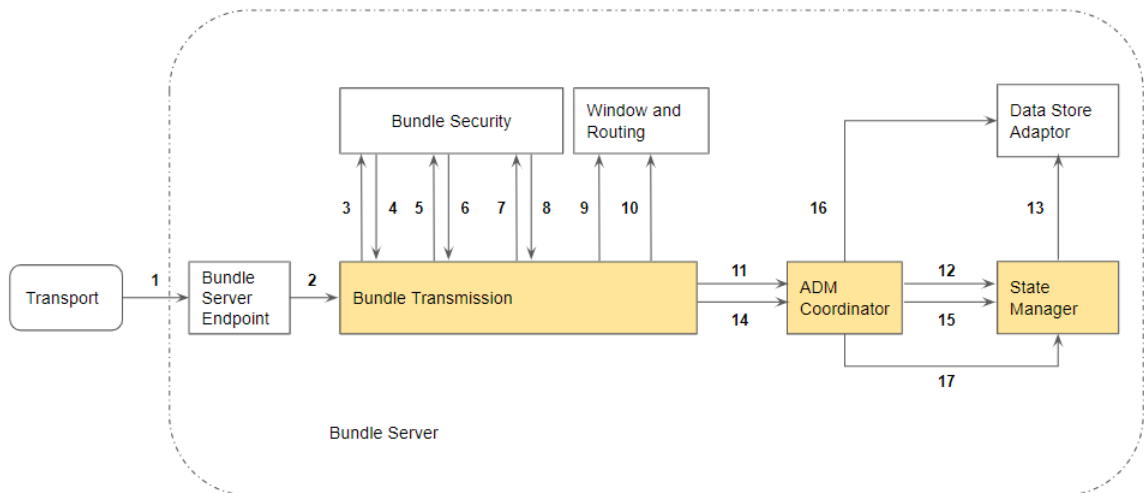 Bundle Security
Window and
Routing
Data Store
Adaptor
3
4
5
6
7
8
9
10
16
13
Transport
1
Bundle
Server
Endpoint
2
Bundle Transmission
11
14
ADM
Coordinator
12
15
State
Manager
17
Bundle Server